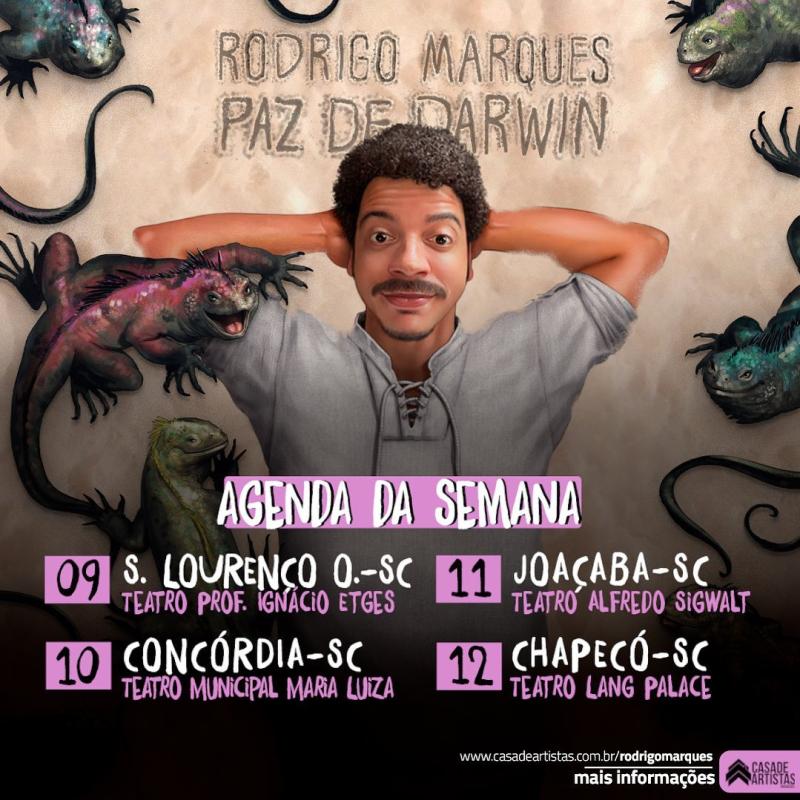 RODRIGO MARQUES
PAZ DE DARWIN
AGENDA DA SEMANA
09
S. LOURENÇO O.-SC
TEATRO PROF. IGNÁCIO ETGES
10
CONCÓRDIA-SC
TEATRO MUNICIPAL MARIA LUIZA
11
JOAÇABA-SC
TEATRO ALFREDO SIGWALT
12
CHAPECÓ-SC
TEATRO LANG PALACE
www.casadeartistas.com.br/rodrigomarques
mais informações
CASA DE
ARTISTAS